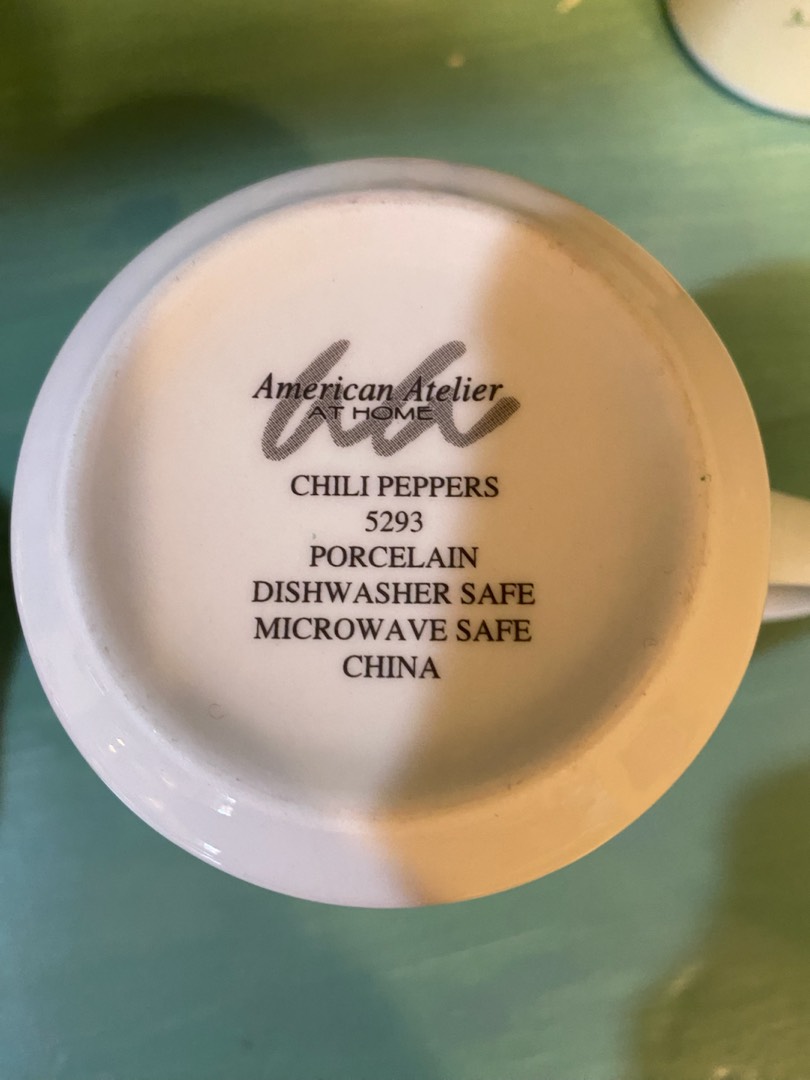 American Atelier
AT HOME
CHILI PEPPERS
5293
PORCELAIN
DISHWASHER SAFE
MICROWAVE SAFE
CHINA